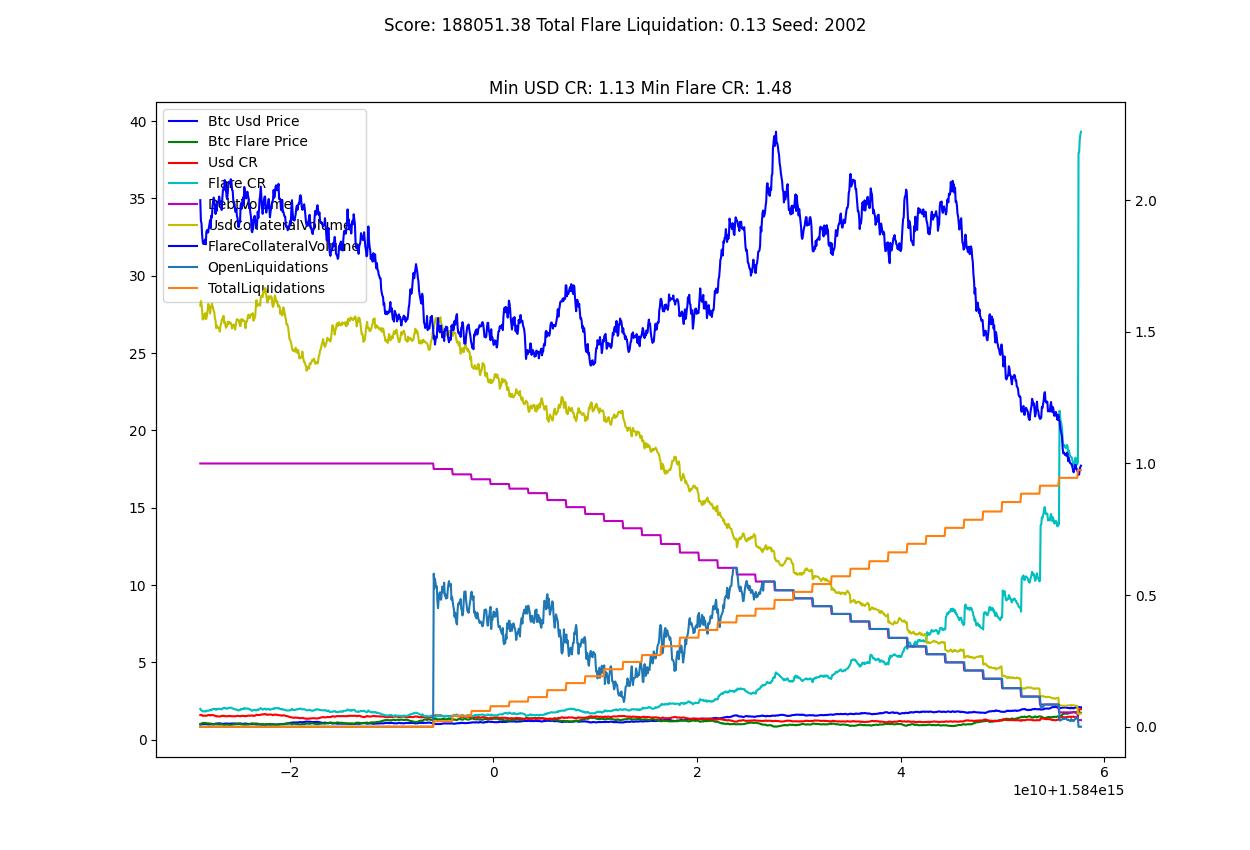 Score: 188051.38 Total Flare Liquidation: 0.13 Seed: 2002
Min USD CR: 1.13 Min Flare CR: 1.48
Btc Usd Price
Btc Flare Price
Usd CR
Flare CR
DebtVolume
UsdCollateralVolume
FlareCollateralVolume
OpenLiquidations
TotalLiquidations
40
35
30
25
20
15
10
5
0
2.0
1.5
1.0
0.5
0.0
−2
0
2
4
6
1e10+1.584e15